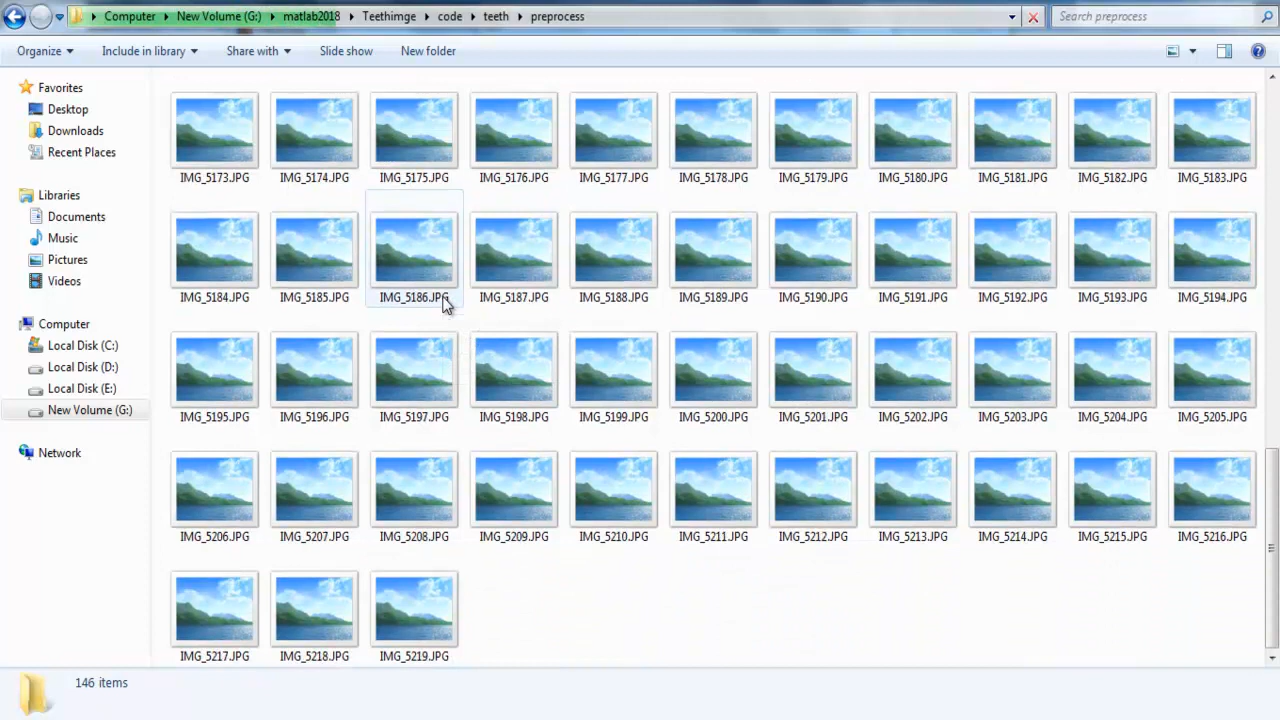 Computer New Volume (G:) matlab2018 Teethimge code teeth preprocess Search preprocess
Organize Include in library Share with Slide show New folder
Favorites
Desktop
Downloads
Recent Places
Libraries
Documents
Music
Pictures
Videos
Computer
Local Disk (C:)
Local Disk (D:)
Local Disk (E:)
New Volume (G:)
Network
IMG_5173.JPG IMG_5174.JPG IMG_5175.JPG IMG_5176.JPG IMG_5177.JPG IMG_5178.JPG IMG_5179.JPG IMG_5180.JPG IMG_5181.JPG IMG_5182.JPG IMG_5183.JPG
IMG_5184.JPG IMG_5185.JPG IMG_5186.JPG IMG_5187.JPG IMG_5188.JPG IMG_5189.JPG IMG_5190.JPG IMG_5191.JPG IMG_5192.JPG IMG_5193.JPG IMG_5194.JPG
IMG_5195.JPG IMG_5196.JPG IMG_5197.JPG IMG_5198.JPG IMG_5199.JPG IMG_5200.JPG IMG_5201.JPG IMG_5202.JPG IMG_5203.JPG IMG_5204.JPG IMG_5205.JPG
IMG_5206.JPG IMG_5207.JPG IMG_5208.JPG IMG_5209.JPG IMG_5210.JPG IMG_5211.JPG IMG_5212.JPG IMG_5213.JPG IMG_5214.JPG IMG_5215.JPG IMG_5216.JPG
IMG_5217.JPG IMG_5218.JPG IMG_5219.JPG
146 items